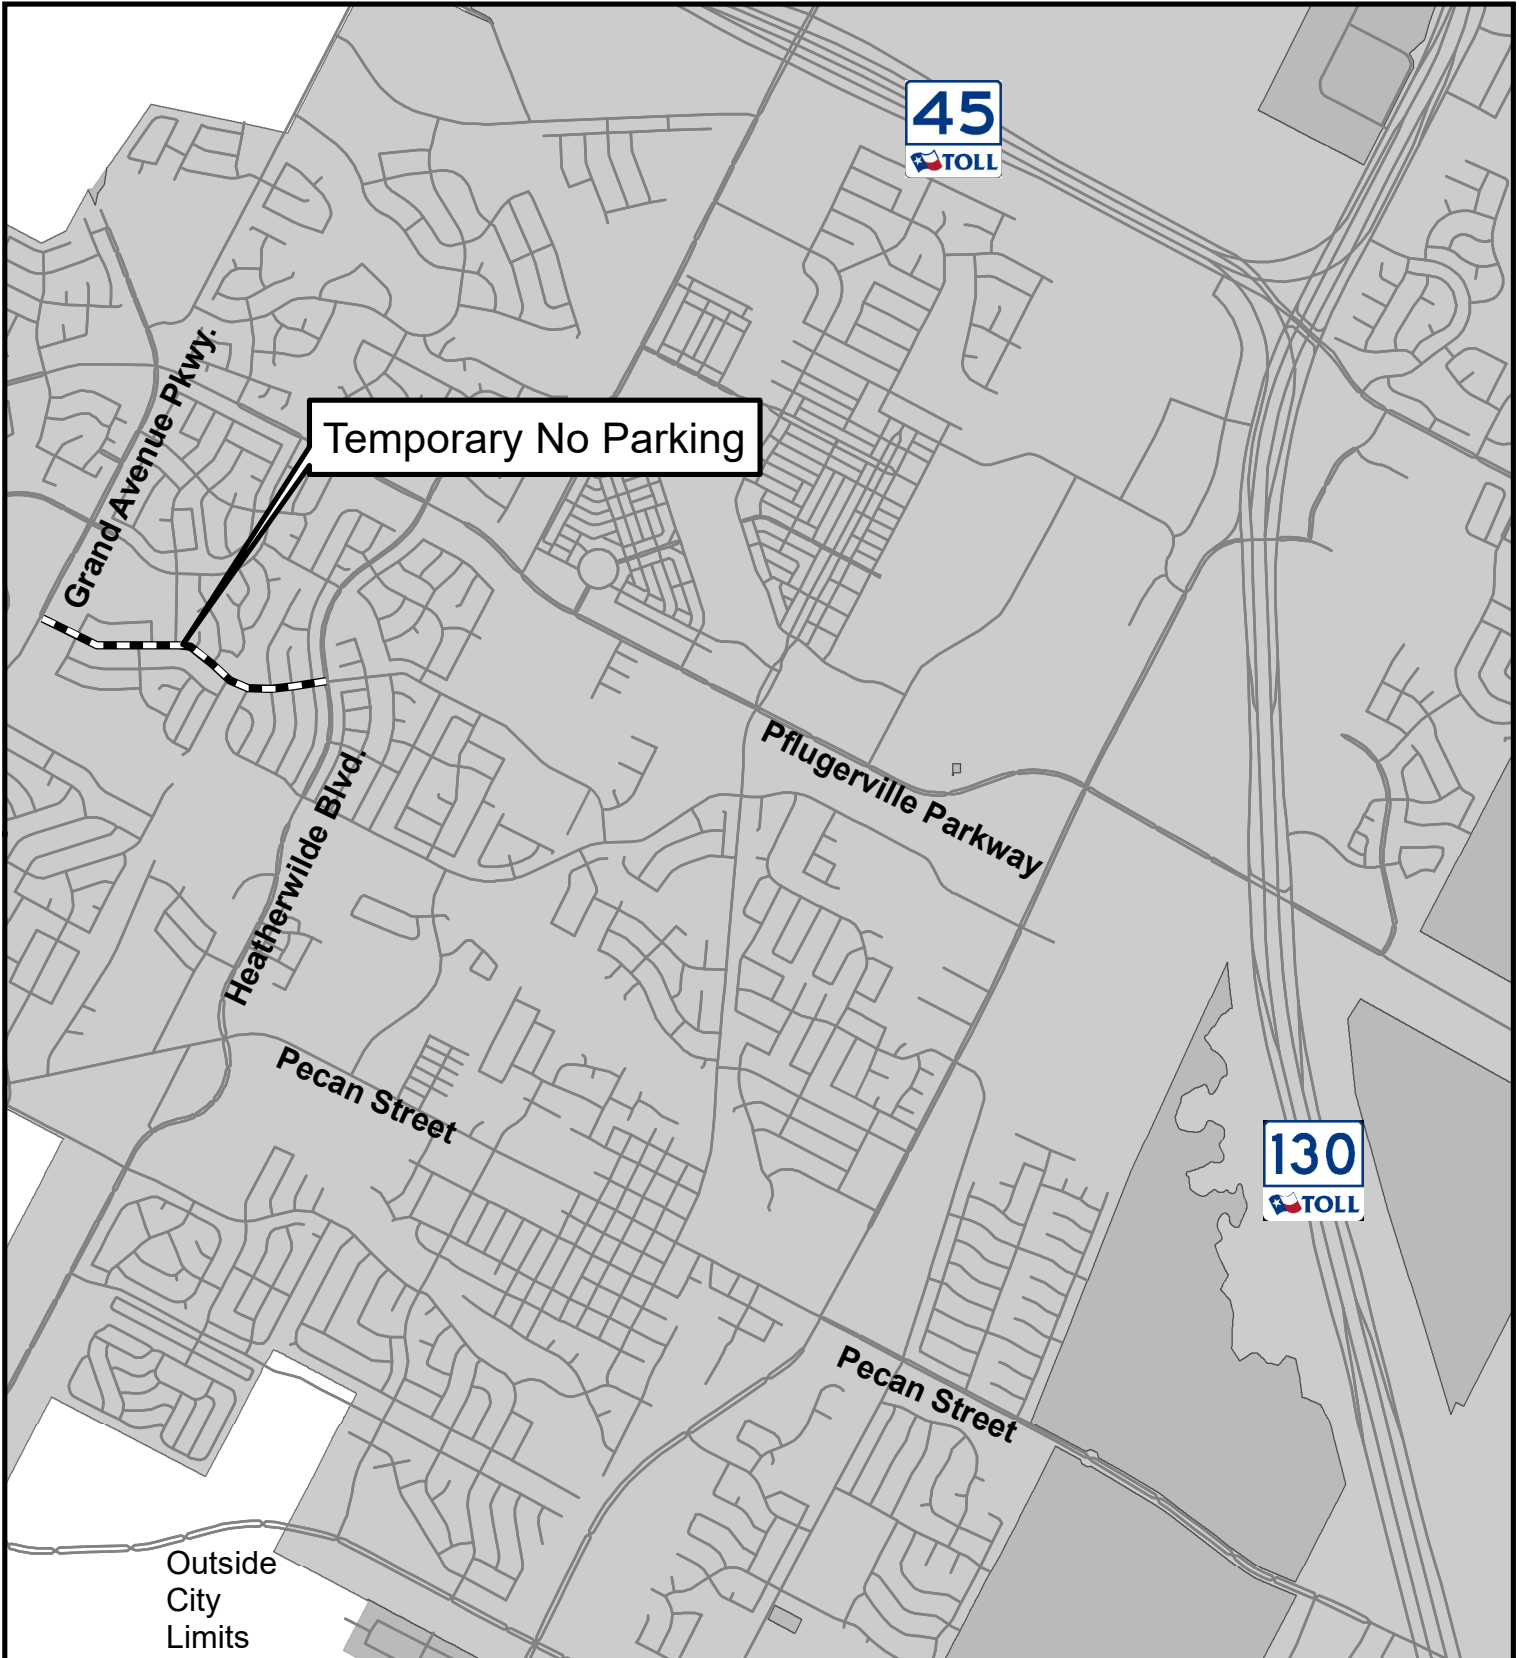 45
TOLL
Grand Avenue Pkwy.
Temporary No Parking
Pflugerville Parkway
Heatherwilde Blvd.
Pecan Street
130
TOLL
Pecan Street
Outside
City
Limits